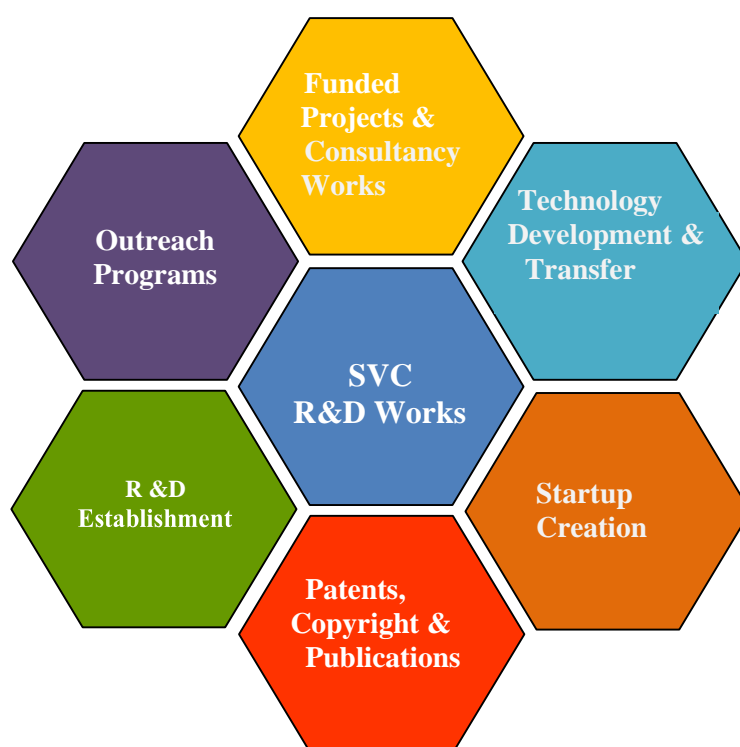 Funded
Projects &
Consultancy
Works
Technology
Development &
Transfer
Outreach
Programs
SVC
R&D Works
R &D
Establishment
Startup
Creation
Patents,
Copyright &
Publications